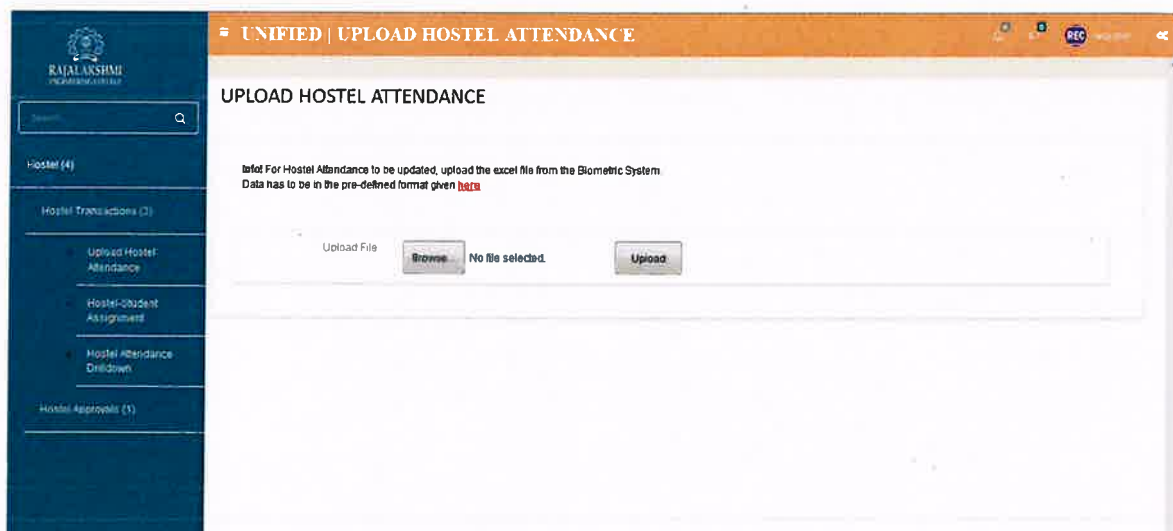 RAJALAKSHMI
UNIFIED | UPLOAD HOSTEL ATTENDANCE
REC
Search
Hostel (4)
Hostel Transactions (3)
Upload Hostel
Attendance
Hostel-Student
Assignment
Hostel Attendance
Drilldown
Hostel Approvals (1)
UPLOAD HOSTEL ATTENDANCE
Info! For Hostel Attendance to be updated, upload the excel file from the Biometric System
Data has to be in the pre-defined format given here
Upload File
Browse...
No file selected.
Upload